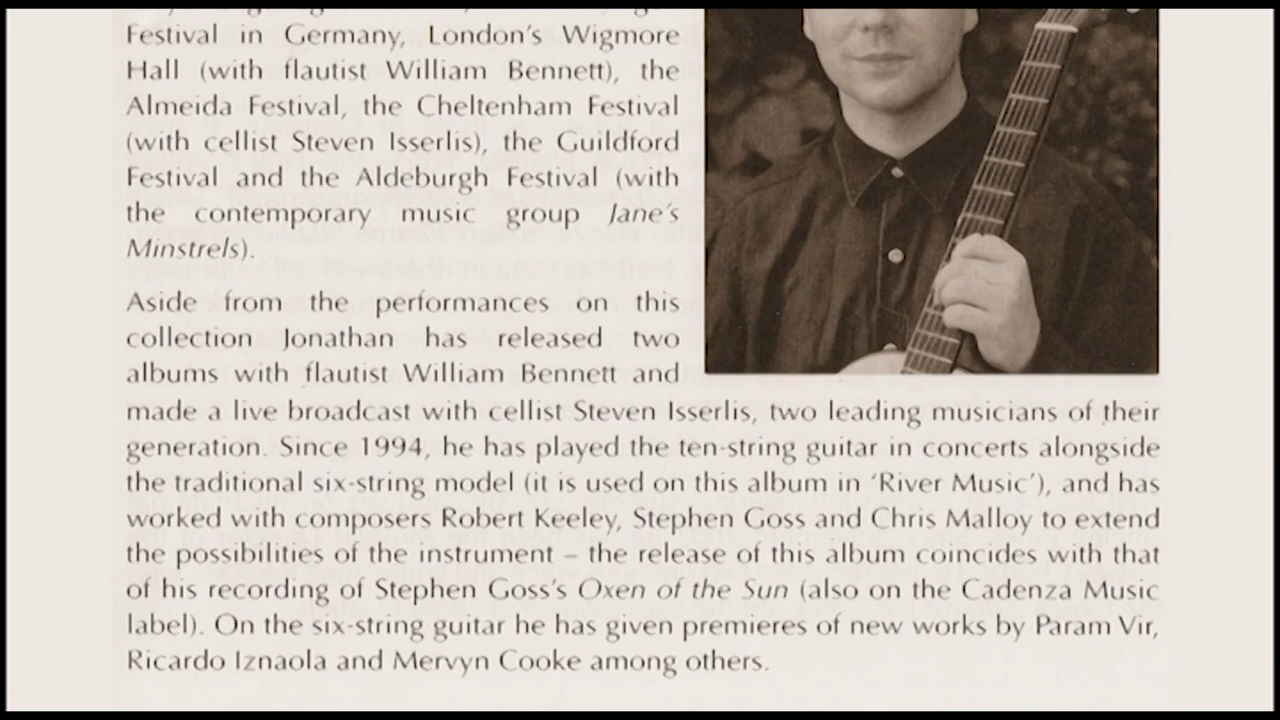 Festival in Germany, London's Wigmore
Hall (with flautist William Bennett), the
Almeida Festival, the Cheltenham Festival
(with cellist Steven Isserlis), the Guildford
Festival and the Aldeburgh Festival (with
the contemporary music group Jane's
Minstrels).
Aside from the performances on this
collection Jonathan has released two
albums with flautist William Bennett and
made a live broadcast with cellist Steven Isserlis, two leading musicians of their
generation. Since 1994, he has played the ten-string guitar in concerts alongside
the traditional six-string model (it is used on this album in ‘River Music’), and has
worked with composers Robert Keeley, Stephen Goss and Chris Malloy to extend
the possibilities of the instrument – the release of this album coincides with that
of his recording of Stephen Goss's Oxen of the Sun (also on the Cadenza Music
label). On the six-string guitar he has given premieres of new works by Param Vir,
Ricardo Iznaola and Mervyn Cooke among others.